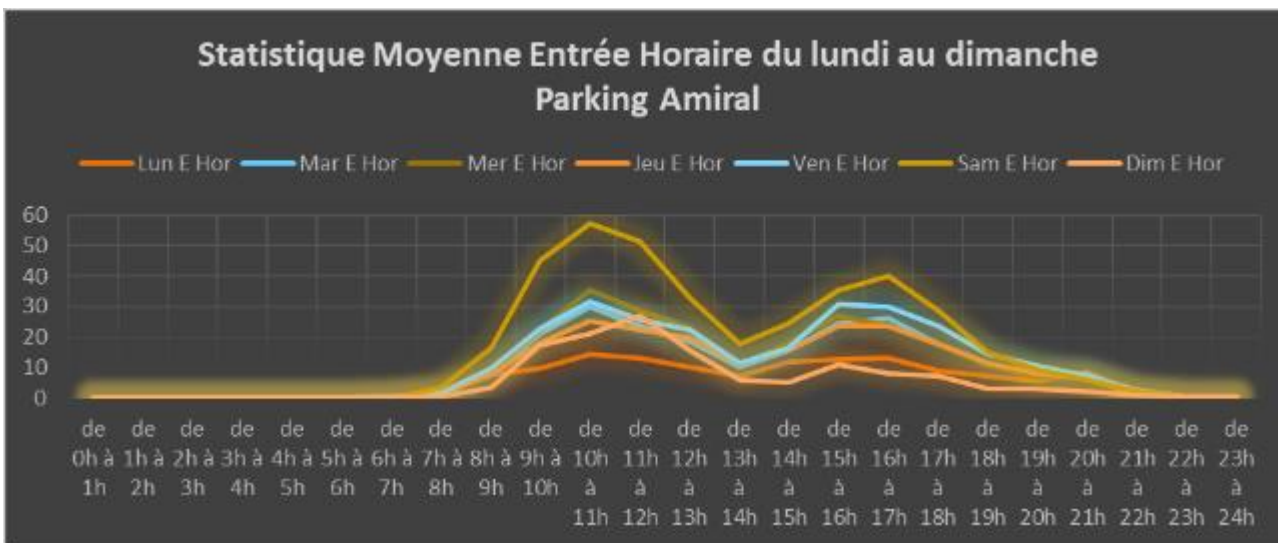 Statistique Moyenne Entrée Horaire du lundi au dimanche
Parking Amiral
Lun E Hor Mar E Hor Mer E Hor Jeu E Hor Ven E Hor Sam E Hor Dim E Hor
60
50
40
30
20
10
0
de de de de de de de de de de de de de de de de de de de de de de de de
0h à 1h à 2h à 3h à 4h à 5h à 6h à 7h à 8h à 9h à 10h 11h 12h 13h 14h 15h 16h 17h 18h 19h 20h 21h 22h 23h
1h 2h 3h 4h 5h 6h 7h 8h 9h 10h à à à à à à à à à à à à à à
11h 12h 13h 14h 15h 16h 17h 18h 19h 20h 21h 22h 23h 24h